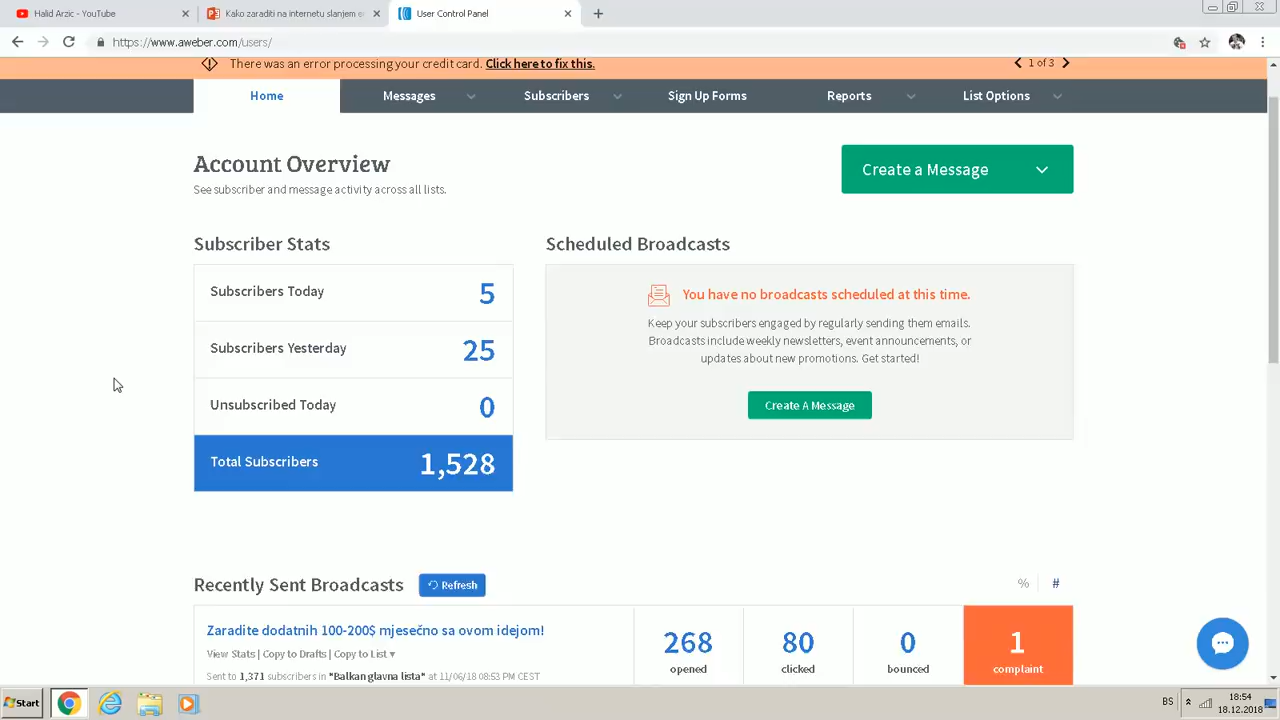 Halid Arzic - YouTube
Kako zaraditi na internetu slanjem e
User Control Panel
https://www.aweber.com/users/
There was an error processing your credit card. Click here to fix this.
1 of 3
Home
Messages
Subscribers
Sign Up Forms
Reports
List Options
Account Overview
See subscriber and message activity across all lists.
Create a Message
Subscriber Stats
Subscribers Today
5
Subscribers Yesterday
25
Unsubscribed Today
0
Total Subscribers
1,528
Scheduled Broadcasts
You have no broadcasts scheduled at this time.
Keep your subscribers engaged by regularly sending them emails.
Broadcasts include weekly newsletters, event announcements, or
updates about new promotions. Get started!
Create A Message
Recently Sent Broadcasts
Refresh
% #
Zaradite dodatnih 100-200$ mjesečno sa ovom idejom!
View Stats | Copy to Drafts | Copy to List
Sent to 1,371 subscribers in "Balkan glavna lista" at 11/06/18 08:53 PM CEST
268
opened
80
clicked
0
bounced
1
complaint
Start
BS
18:54
18.12.2018